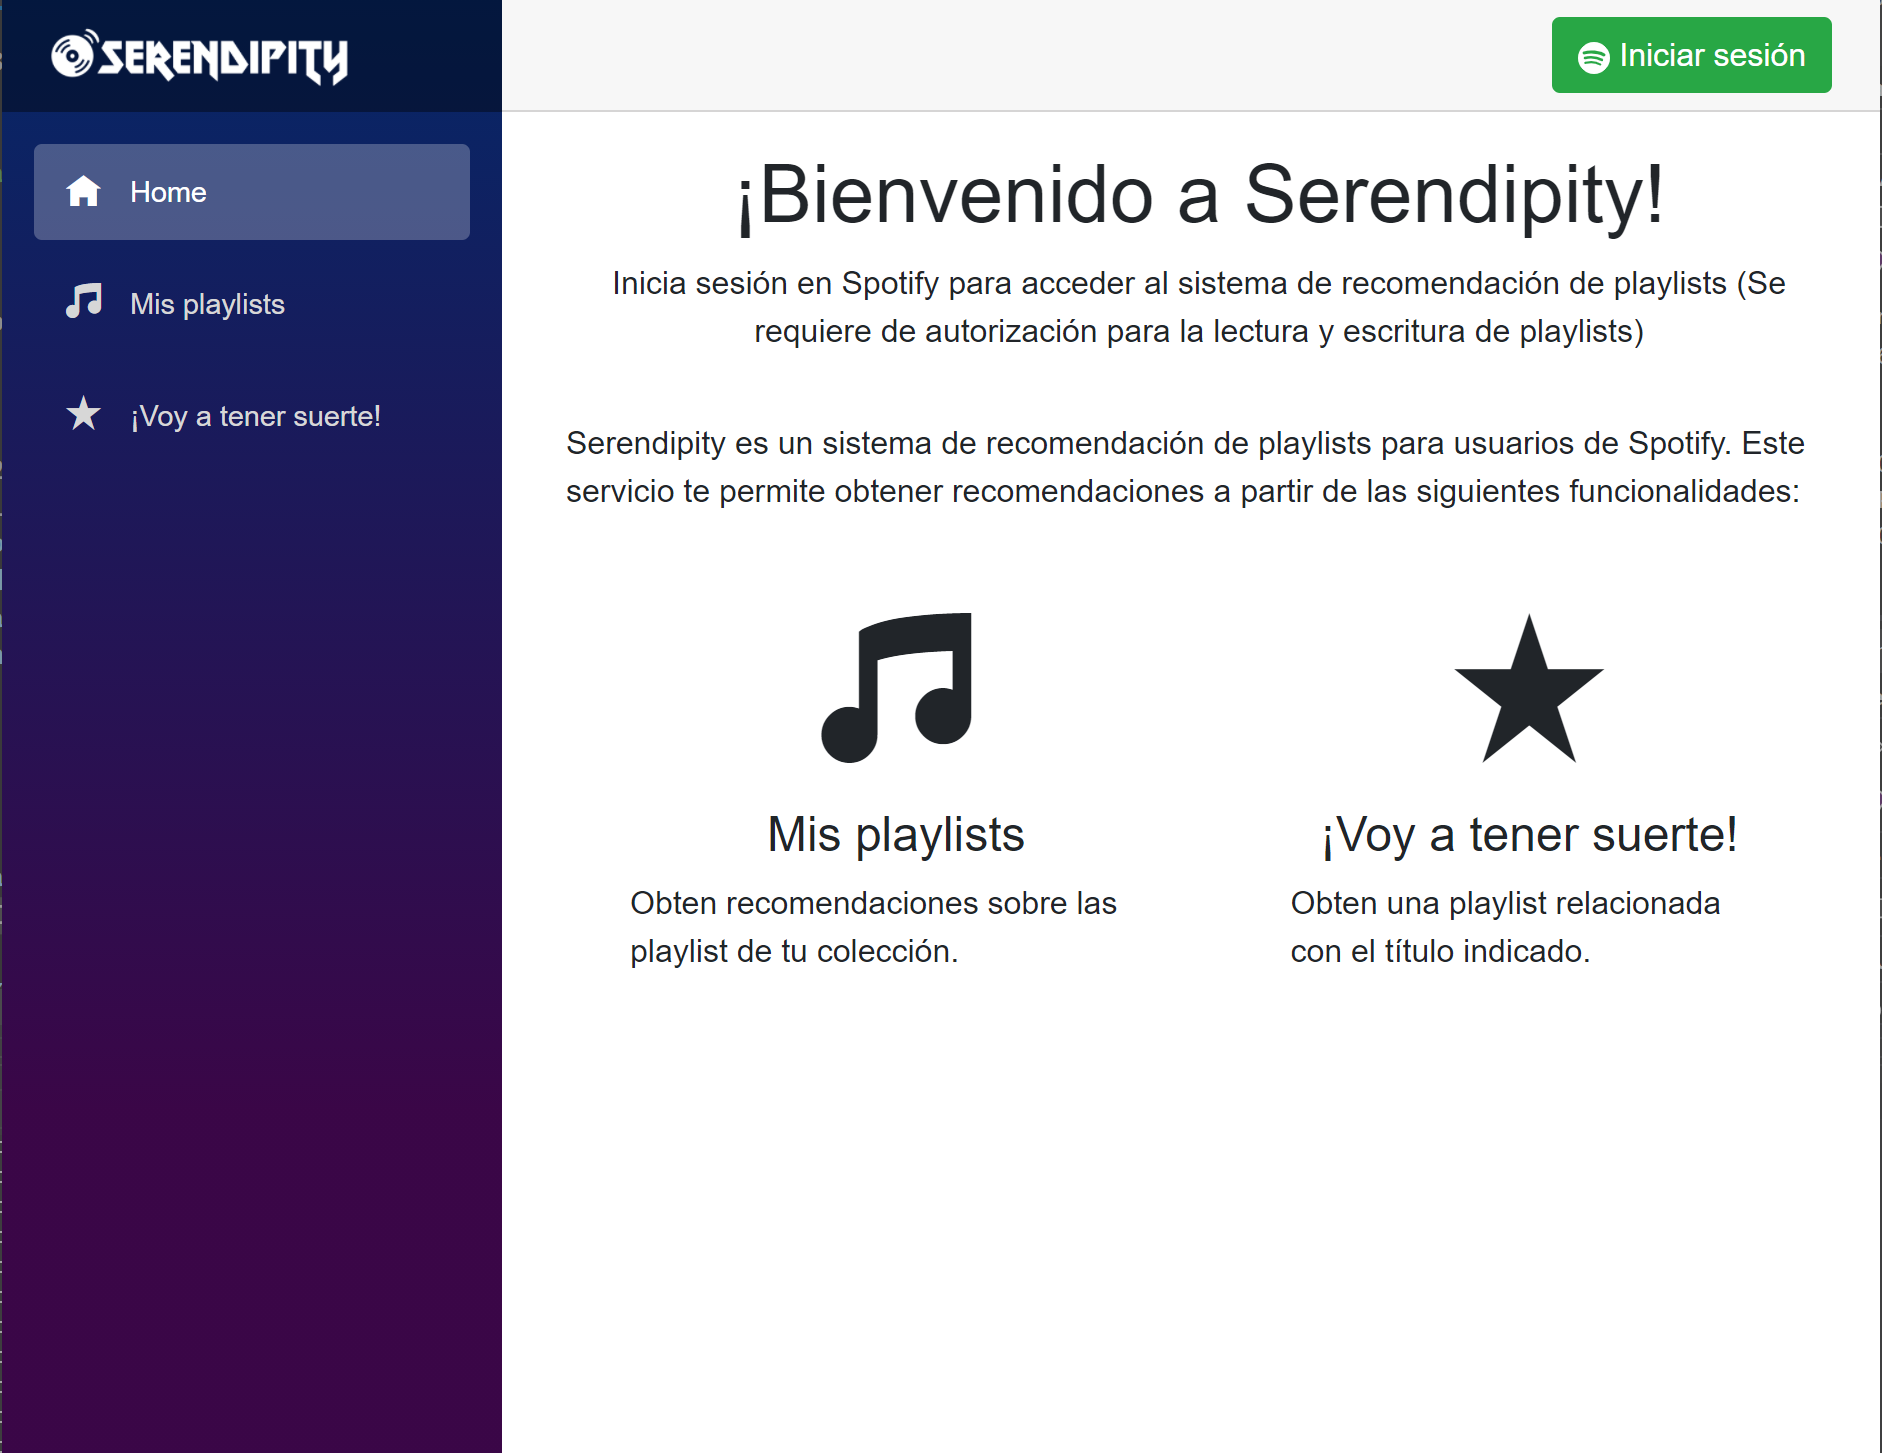 SERENDIPITY
Iniciar sesión
Home
Mis playlists
¡Voy a tener suerte!
¡Bienvenido a Serendipity!
Inicia sesión en Spotify para acceder al sistema de recomendación de playlists (Se
requiere de autorización para la lectura y escritura de playlists)
Serendipity es un sistema de recomendación de playlists para usuarios de Spotify. Este
servicio te permite obtener recomendaciones a partir de las siguientes funcionalidades:
Mis playlists
Obten recomendaciones sobre las
playlist de tu colección.
¡Voy a tener suerte!
Obten una playlist relacionada
con el título indicado.